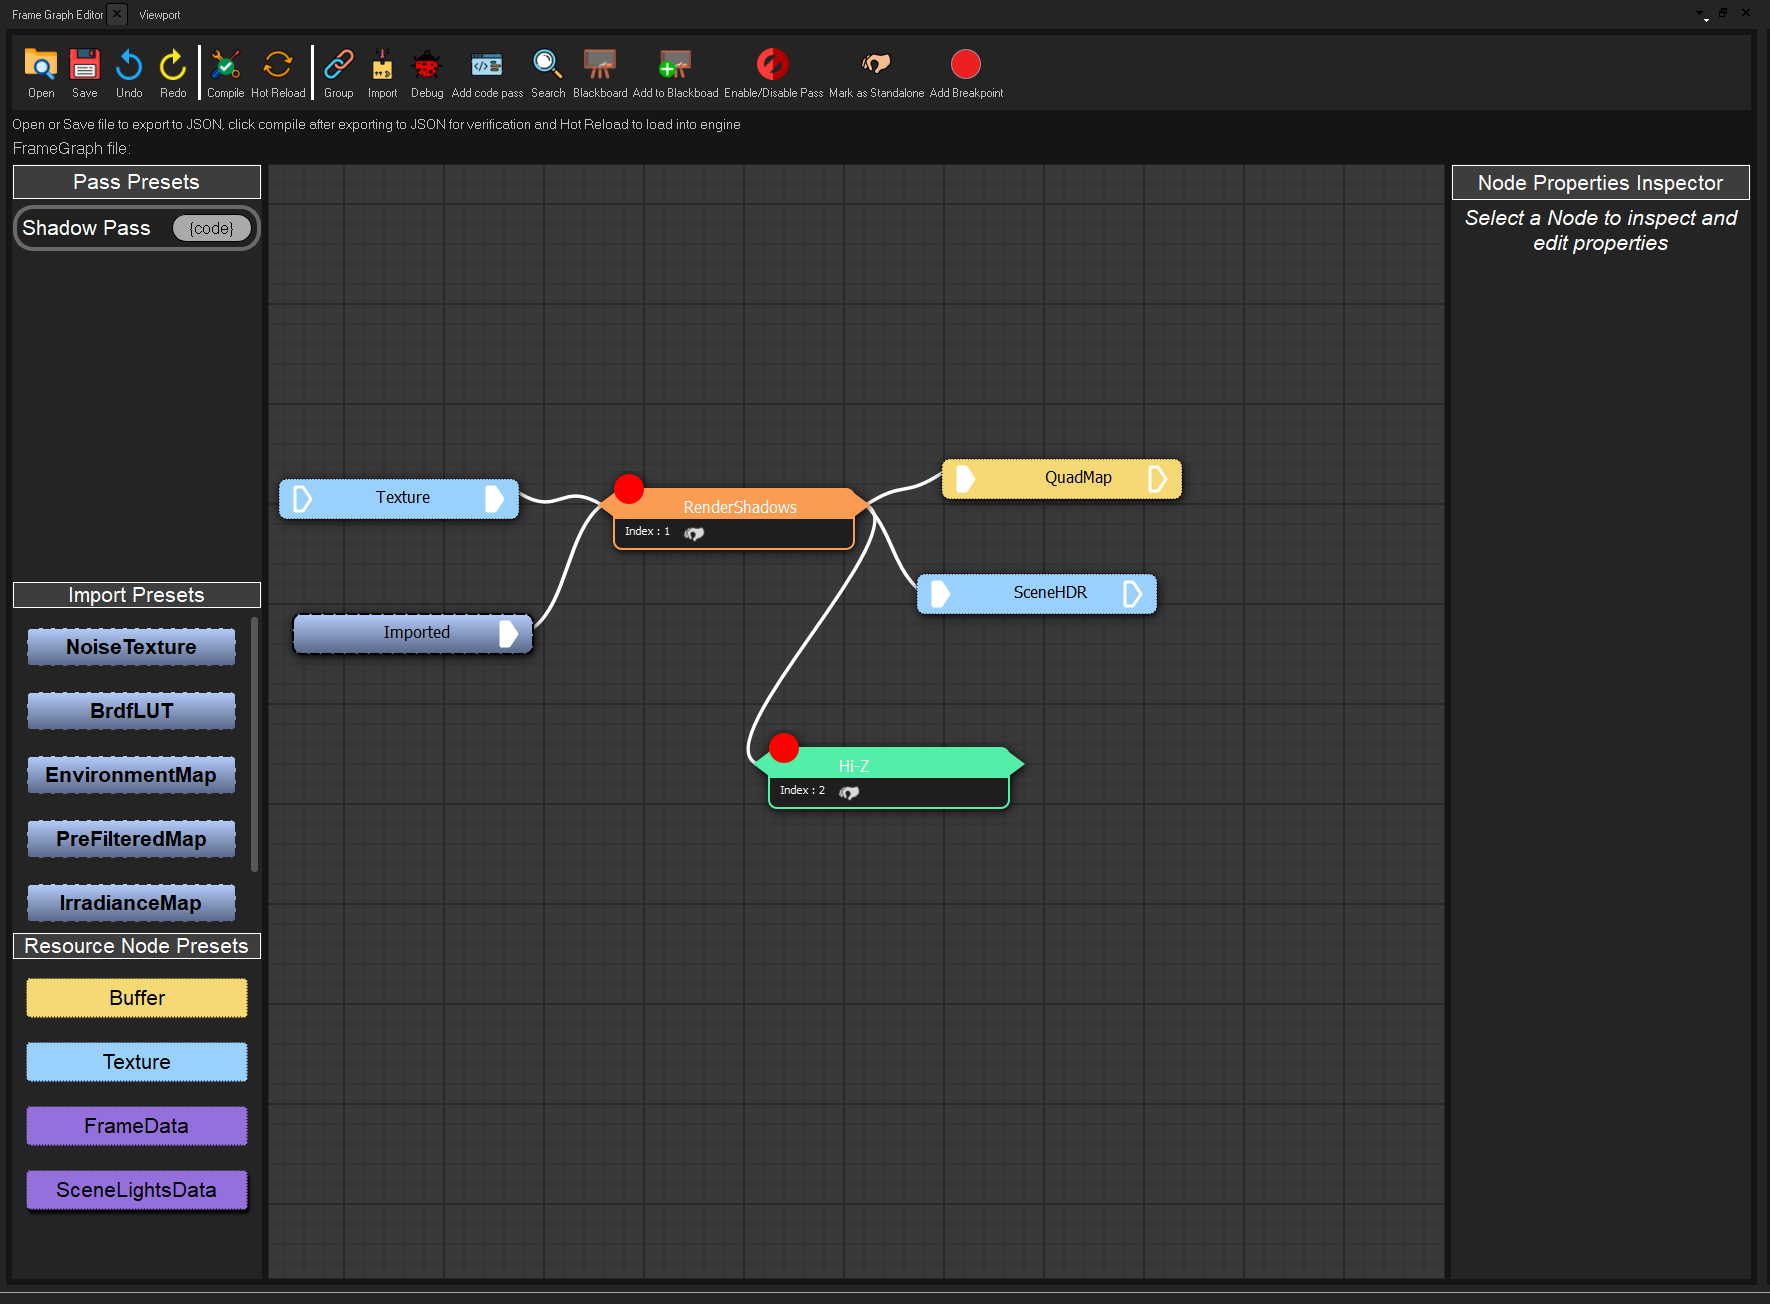 Frame Graph Editor
Viewport
Open
Save
Undo
Redo
Compile
Hot Reload
Group
Import
Debug
Add code pass
Search
Blackboard
Add to Blackboad
Enable/Disable Pass
Mark as Standalone
Add Breakpoint
Open or Save file to export to JSON, click compile after exporting to JSON for verification and Hot Reload to load into engine
FrameGraph file:
Pass Presets
Shadow Pass
{code}
Import Presets
NoiseTexture
BrdfLUT
EnvironmentMap
PreFilteredMap
IrradianceMap
Resource Node Presets
Buffer
Texture
FrameData
SceneLightsData
Texture
Imported
RenderShadows
Index : 1
QuadMap
SceneHDR
Hi-Z
Index : 2
Node Properties Inspector
Select a Node to inspect and
edit properties